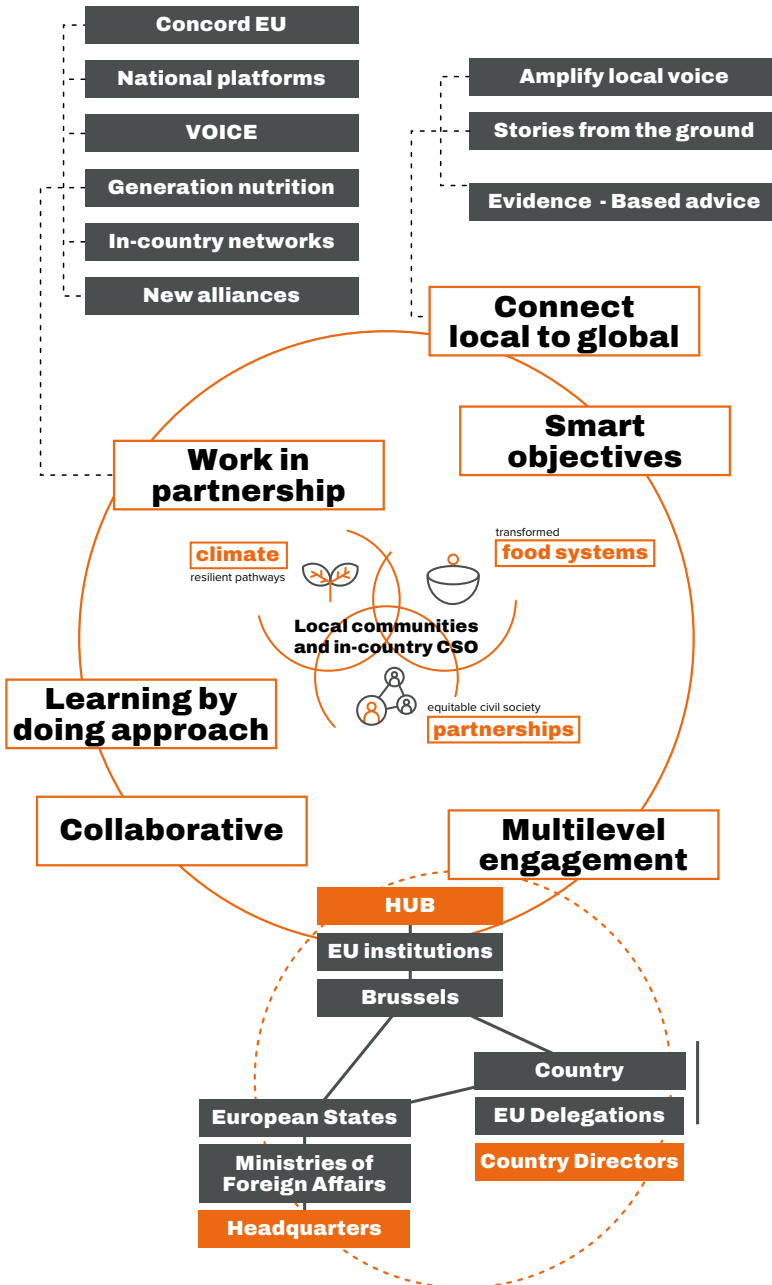 Concord EU
National platforms
VOICE
Generation nutrition
In-country networks
New alliances
Amplify local voice
Stories from the ground
Evidence - Based advice
Connect
local to global
Smart
objectives
Work in
partnership
climate
resilient pathways
transformed
food systems
Local communities
and in-country CSO
equitable civil society
partnerships
Learning by
doing approach
Collaborative
Multilevel
engagement
HUB
EU institutions
Brussels
Country
EU Delegations
Country Directors
European States
Ministries of
Foreign Affairs
Headquarters